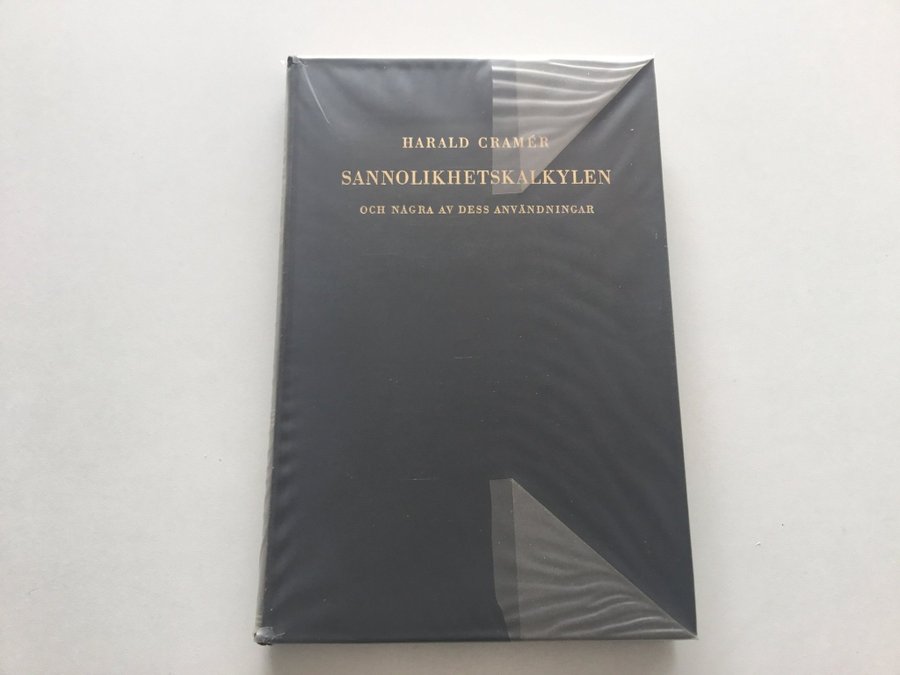 HARALD CRAMÉR
SANNOLIKHETSKALKYLEN
OCH NÅGRA AV DESS ANVÄNDNINGAR